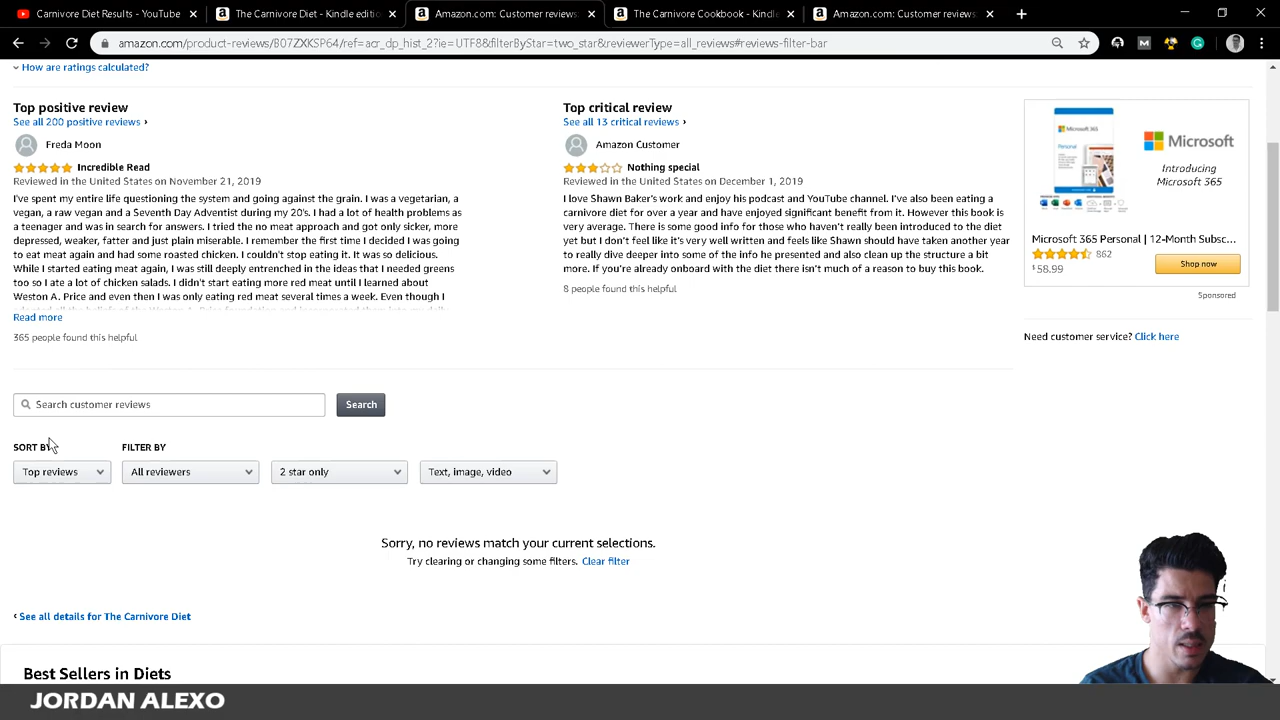 Carnivore Diet Results - YouTube
The Carnivore Diet - Kindle editi
Amazon.com: Customer reviews:
The Carnivore Cookbook - Kindle
Amazon.com: Customer reviews:
amazon.com/product-reviews/B07ZXKSP64/ref=acr_dp_hist_2?ie=UTF8&filterByStar=two_star&reviewerType=all_reviews#reviews-filter-bar
How are ratings calculated?
Top positive review
See all 200 positive reviews ›
Freda Moon
Incredible Read
Reviewed in the United States on November 21, 2019
I've spent my entire life questioning the system and going against the grain. I was a vegetarian, a
vegan, a raw vegan and a Seventh Day Adventist during my 20's. I had a lot of health problems as
a teenager and was in search for answers. I tried the no meat approach and got only sicker, more
depressed, weaker, fatter and just plain miserable. I remember the first time I decided I was going
to eat meat again and had some roasted chicken. I couldn't stop eating it. It was so delicious.
While I started eating meat again, I was still deeply entrenched in the ideas that I needed greens
too so I ate a lot of chicken salads. I didn't start eating more red meat until I learned about
Weston A. Price and even then I was only eating red meat several times a week. Even though I
Read more
365 people found this helpful
Top critical review
See all 13 critical reviews ›
Amazon Customer
Nothing special
Reviewed in the United States on December 1, 2019
I love Shawn Baker's work and enjoy his podcast and YouTube channel. I've also been eating a
carnivore diet for over a year and have enjoyed significant benefit from it. However this book is
very average. There is some good info for those who haven't really been introduced to the diet
yet but I don't feel like it's very well written and feels like Shawn should have taken another year
to really dive deeper into some of the info he presented and also clean up the structure a bit
more. If you're already onboard with the diet there isn't much of a reason to buy this book.
8 people found this helpful
Microsoft 365
Personal
Microsoft
Introducing
Microsoft 365
Microsoft 365 Personal | 12-Month Subsc...
862
$58.99
Shop now
Sponsored
Need customer service? Click here
Search customer reviews
Search
SORT BY
FILTER BY
Top reviews
All reviewers
2 star only
Text, image, video
Sorry, no reviews match your current selections.
Try clearing or changing some filters. Clear filter
‹ See all details for The Carnivore Diet
Best Sellers in Diets
JORDAN ALEXO